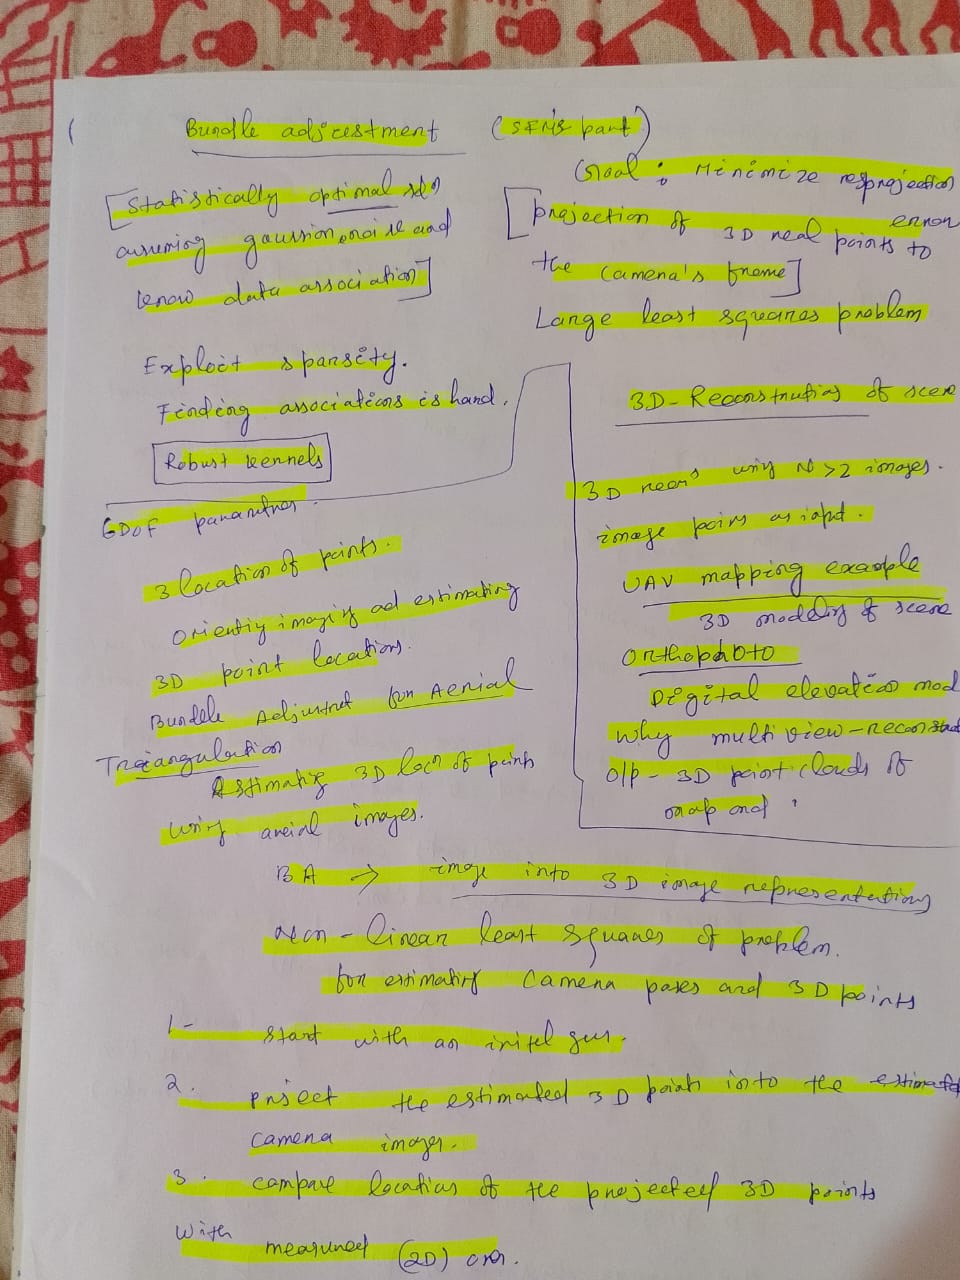 Bundle adjustment (SFM's part)
Goal : Minimize reprojection error
[Statistically optimal soln
assuming gaussion noise and
know data association]
[projection of 3D real points to
the camera's frame]
Large least squares problem
Exploit sparsity.
Finding associations is hard.
Robust kernels
6DoF parameters.
3 location of points.
Orienting images and estimating
3D point locations.
Bundle Adjustment for Aerial
Triangulation
Estimating 3D locn of points
using aerial images.
3D-Reconstruction of scene
3D recons using N >2 images.
image pairs as input.
UAV mapping example
3D modeling of scene
Orthophoto
Digital elevation mod
Why multi view-reconst
O/p - 3D point clouds of
map and
BA → image into 3D image representation
Non-linear least squares of problem.
for estimating camera poses and 3D points
1- Start with an initial guess.
2. project the estimated 3D points into the estimated
camera images.
3. compare locations of the projected 3D points
with measured (2D) ones.